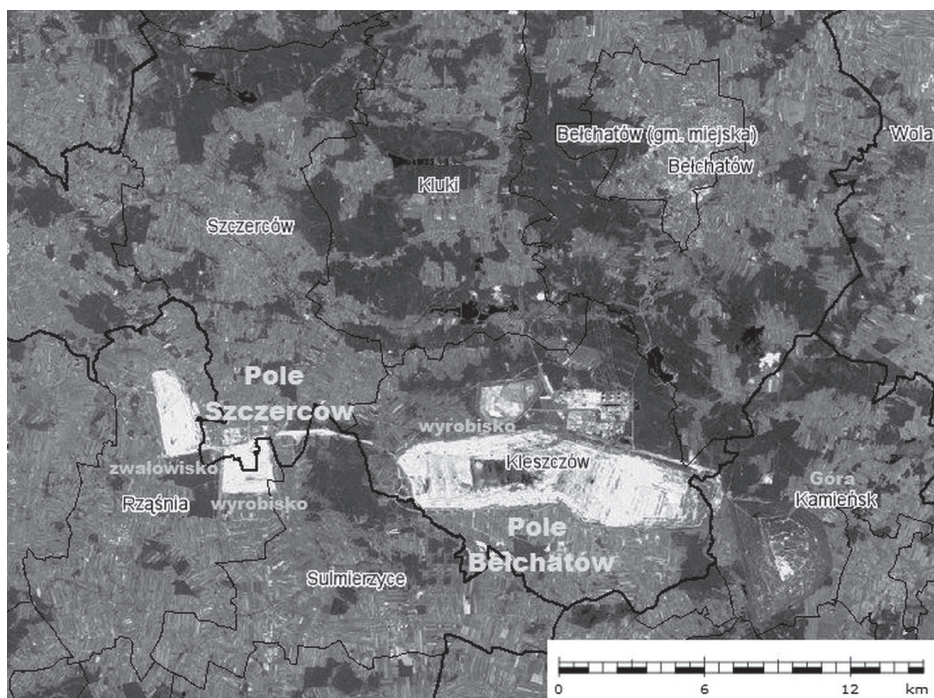 Bełchatów (gm. miejska)
Wola
Bełchatów
Kluki
Szczerców
Pole
Szczerców
wyrobisko
zwałowisko
Kleszczów
Góra
Kamieńsk
Rząśnia
wyrobisko
Pole
Bełchatów
Sulmierzyce
0 6 12 km